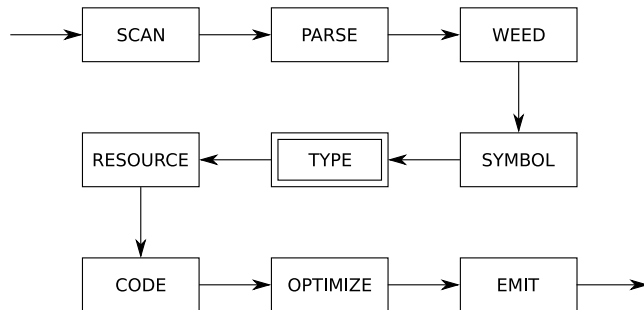 SCAN
PARSE
WEED
RESOURCE
TYPE
SYMBOL
CODE
OPTIMIZE
EMIT